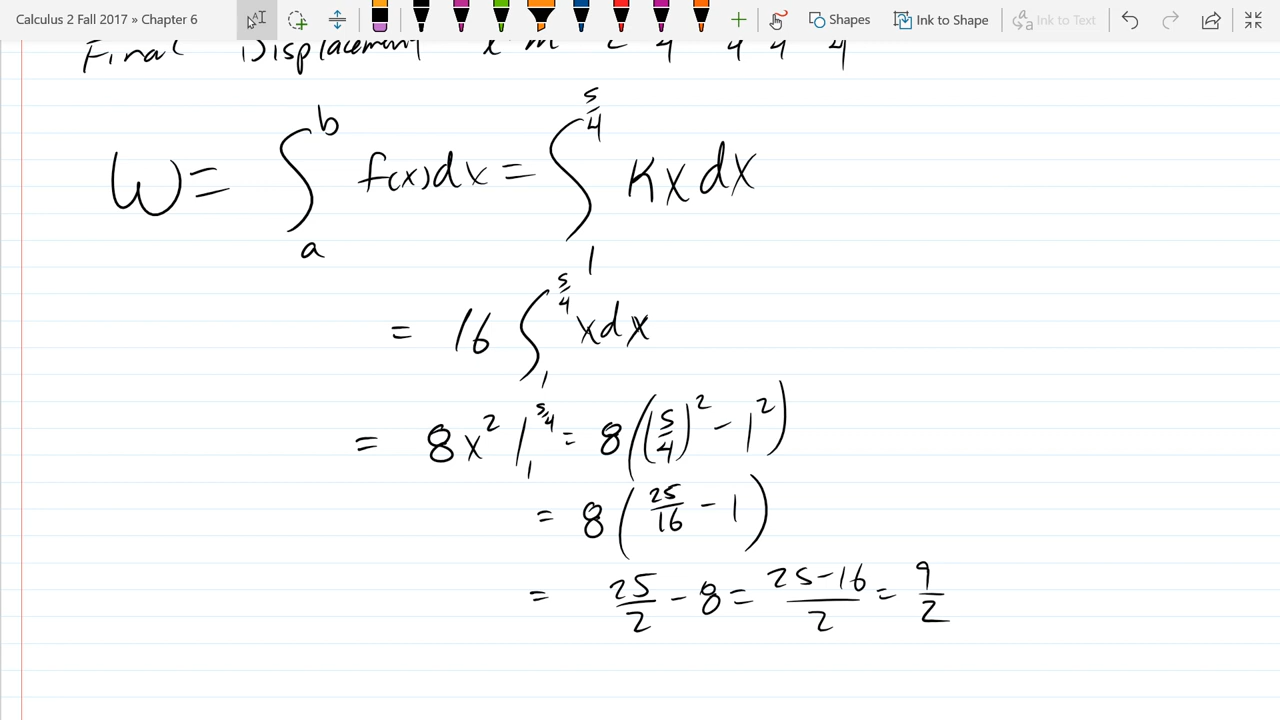 Calculus 2 Fall 2017 » Chapter 6
Shapes Ink to Shape Ink to Text
Final Displacement
W = ∫_a^b f(x)dx = ∫_1^{5/4} Kx dx
= 16 ∫_1^{5/4} x dx
= 8x² |_1^{5/4} = 8((5/4)² - 1²)
= 8(25/16 - 1)
= 25/2 - 8 = (25-16)/2 = 9/2